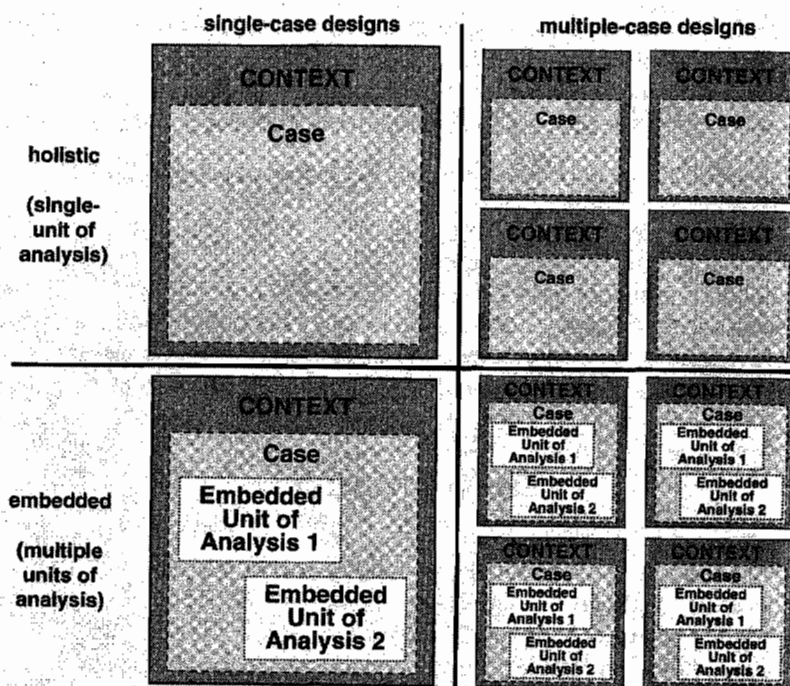 single-case designs
multiple-case designs
holistic
(single-
unit of
analysis)
CONTEXT
Case
CONTEXT
Case
CONTEXT
Case
CONTEXT
Case
CONTEXT
Case
embedded
(multiple
units of
analysis)
CONTEXT
Case
Embedded
Unit of
Analysis 1
Embedded
Unit of
Analysis 2
CONTEXT
Case
Embedded
Unit of
Analysis 1
Embedded
Unit of
Analysis 2
CONTEXT
Case
Embedded
Unit of
Analysis 1
Embedded
Unit of
Analysis 2
CONTEXT
Case
Embedded
Unit of
Analysis 1
Embedded
Unit of
Analysis 2
CONTEXT
Case
Embedded
Unit of
Analysis 1
Embedded
Unit of
Analysis 2